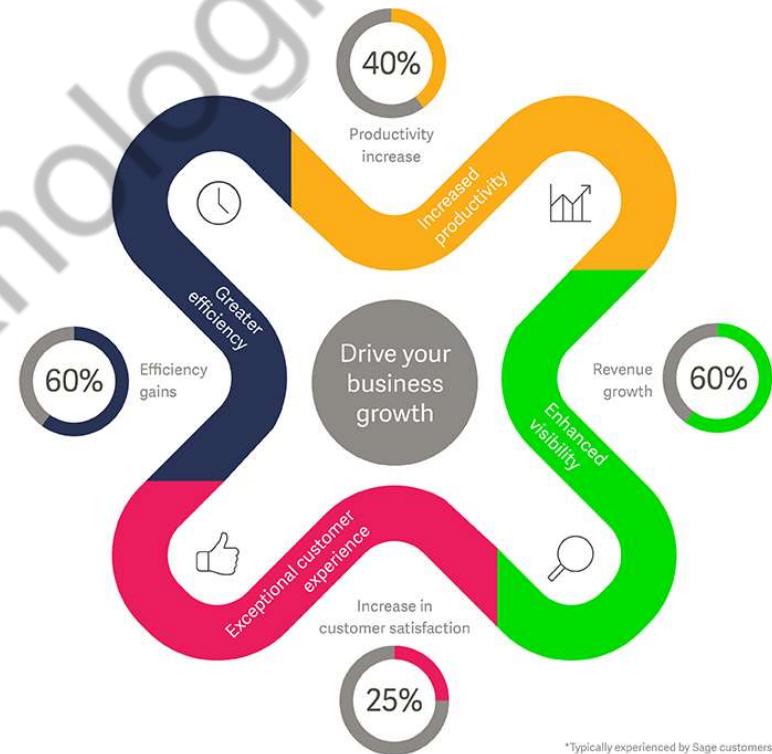 40%
Productivity
increase
Increased
productivity
Greater
efficiency
60%
Efficiency
gains
Drive your
business
growth
Revenue
growth
60%
Enhanced
visibility
Exceptional customer
experience
Increase in
customer satisfaction
25%
*Typically experienced by Sage customers